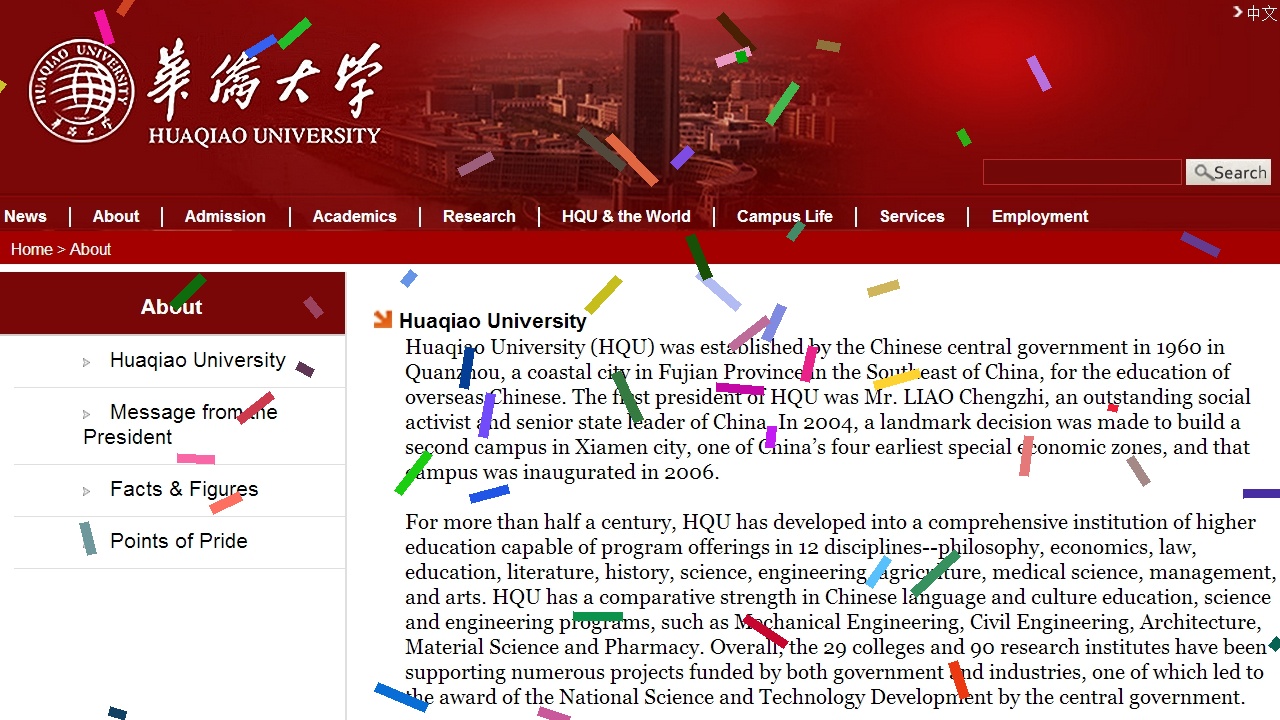 中文
華僑大学
HUAQIAO UNIVERSITY
HUAQIAO UNIVERSITY
華僑大学
Search
News About Admission Academics Research HQU & the World Campus Life Services Employment
Home > About
About
Huaqiao University
Message from the
President
Facts & Figures
Points of Pride
Huaqiao University
Huaqiao University (HQU) was established by the Chinese central government in 1960 in
Quanzhou, a coastal city in Fujian Province in the Southeast of China, for the education of
overseas Chinese. The first president of HQU was Mr. LIAO Chengzhi, an outstanding social
activist and senior state leader of China. In 2004, a landmark decision was made to build a
second campus in Xiamen city, one of China’s four earliest special economic zones, and that
campus was inaugurated in 2006.
For more than half a century, HQU has developed into a comprehensive institution of higher
education capable of program offerings in 12 disciplines--philosophy, economics, law,
education, literature, history, science, engineering, agriculture, medical science, management,
and arts. HQU has a comparative strength in Chinese language and culture education, science
and engineering programs, such as Mechanical Engineering, Civil Engineering, Architecture,
Material Science and Pharmacy. Overall, the 29 colleges and 90 research institutes have been
supporting numerous projects funded by both government and industries, one of which led to
the award of the National Science and Technology Development by the central government.